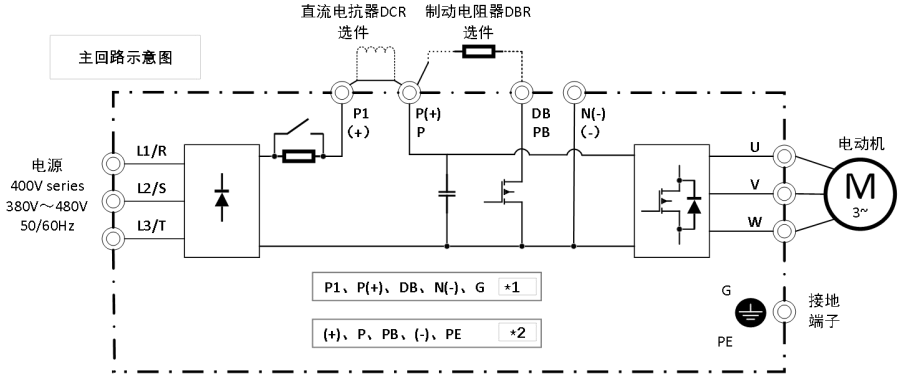 直流电抗器DCR
选件
制动电阻器DBR
选件
主回路示意图
P1
(+)
P(+)
P
DB
PB
N(-)
(-)
电源
400V series
380V～480V
50/60Hz
L1/R
L2/S
L3/T
U
V
W
电动机
M
3~
P1、P(+)、DB、N(-)、G *1
(+)、P、PB、(-)、PE *2
G
PE
接地
端子